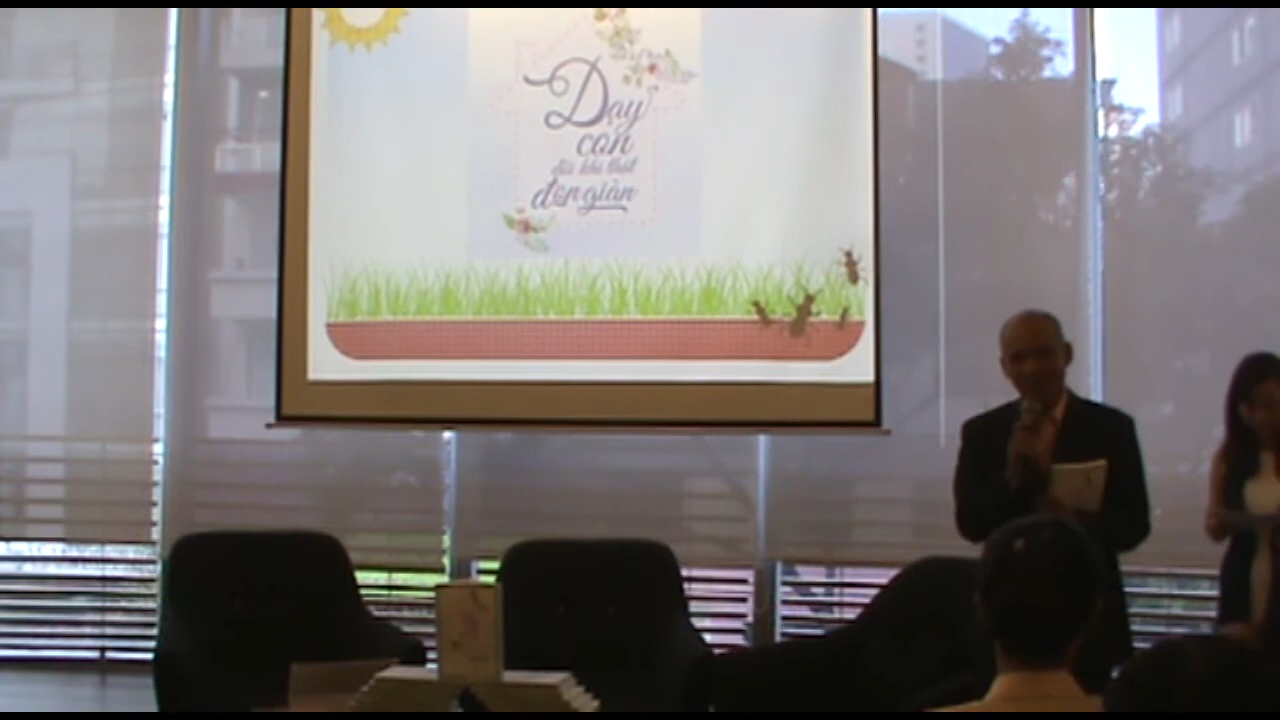 Dạy
con
đôi khi thật
đơn giản